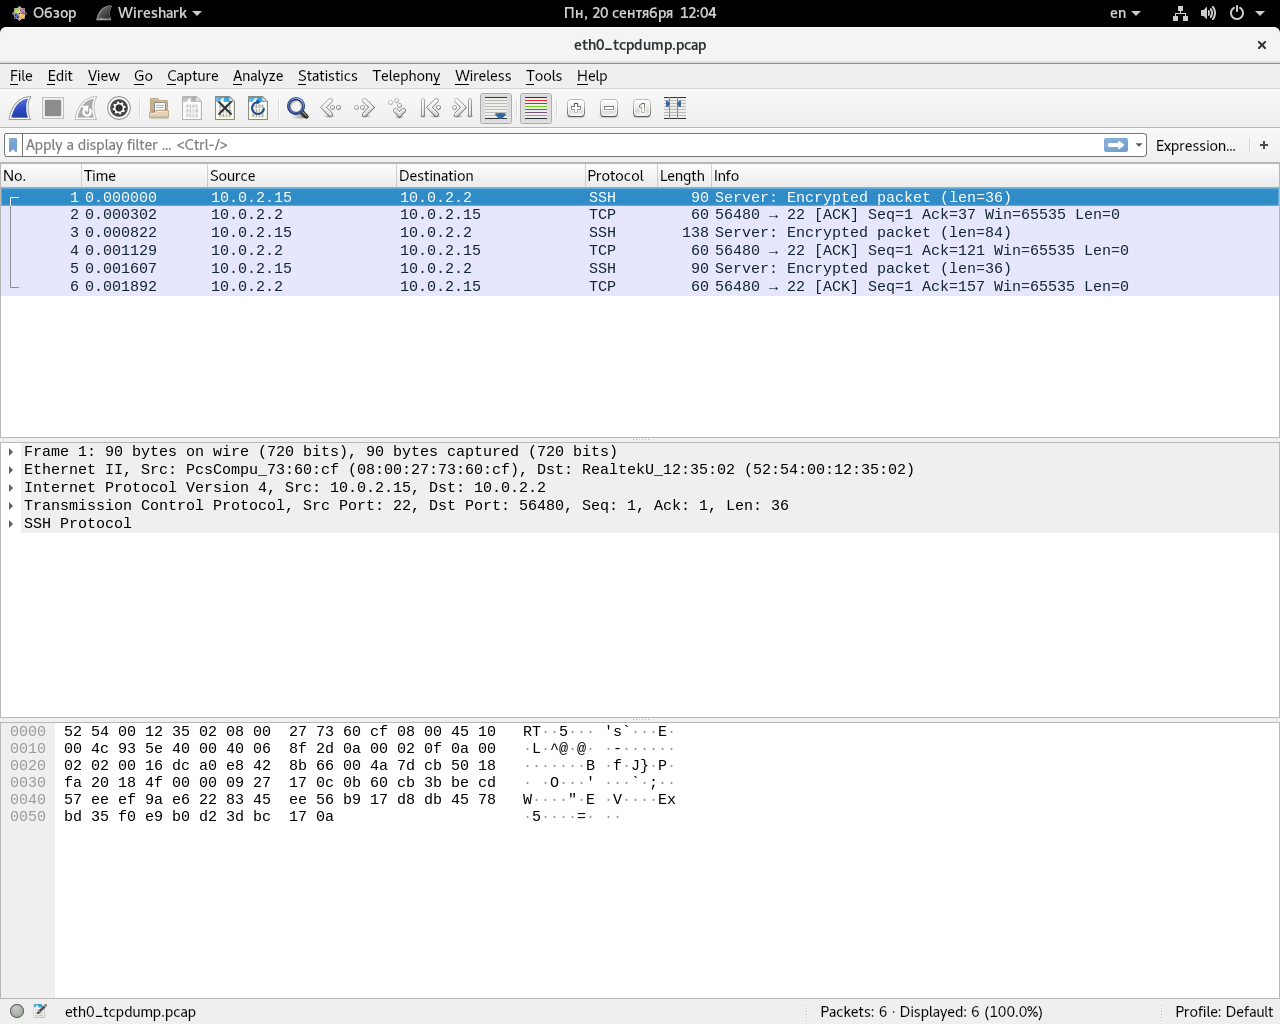 Обзор Wireshark Пн, 20 сентября 12:04 en
eth0_tcpdump.pcap
File Edit View Go Capture Analyze Statistics Telephony Wireless Tools Help
Apply a display filter ... <Ctrl-/> Expression... +
No. Time Source Destination Protocol Length Info
1 0.000000 10.0.2.15 10.0.2.2 SSH 90 Server: Encrypted packet (len=36)
2 0.000302 10.0.2.2 10.0.2.15 TCP 60 56480 → 22 [ACK] Seq=1 Ack=37 Win=65535 Len=0
3 0.000822 10.0.2.15 10.0.2.2 SSH 138 Server: Encrypted packet (len=84)
4 0.001129 10.0.2.2 10.0.2.15 TCP 60 56480 → 22 [ACK] Seq=1 Ack=121 Win=65535 Len=0
5 0.001607 10.0.2.15 10.0.2.2 SSH 90 Server: Encrypted packet (len=36)
6 0.001892 10.0.2.2 10.0.2.15 TCP 60 56480 → 22 [ACK] Seq=1 Ack=157 Win=65535 Len=0
Frame 1: 90 bytes on wire (720 bits), 90 bytes captured (720 bits)
Ethernet II, Src: PcsCompu_73:60:cf (08:00:27:73:60:cf), Dst: RealtekU_12:35:02 (52:54:00:12:35:02)
Internet Protocol Version 4, Src: 10.0.2.15, Dst: 10.0.2.2
Transmission Control Protocol, Src Port: 22, Dst Port: 56480, Seq: 1, Ack: 1, Len: 36
SSH Protocol
0000 52 54 00 12 35 02 08 00 27 73 60 cf 08 00 45 10 RT··5··· 's`···E·
0010 00 4c 93 5e 40 00 40 06 8f 2d 0a 00 02 0f 0a 00 ·L·^@·@· ·-······
0020 02 02 00 16 dc a0 e8 42 8b 66 00 4a 7d cb 50 18 ·······B ·f·J}·P·
0030 fa 20 18 4f 00 00 09 27 17 0c 0b 60 cb 3b be cd · ·O···' ···`·;··
0040 57 ee ef 9a e6 22 83 45 ee 56 b9 17 d8 db 45 78 W····"·E ·V····Ex
0050 bd 35 f0 e9 b0 d2 3d bc 17 0a ·5····=· ··
eth0_tcpdump.pcap Packets: 6 · Displayed: 6 (100.0%) Profile: Default